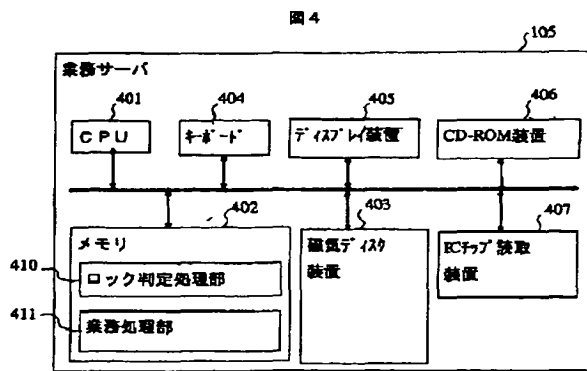 図4
105
業務サーバ
401
404
405
406
CPU
キーボード
ディスプレイ装置
CD-ROM装置
402
403
407
メモリ
磁気ディスク
装置
ICチップ読取
装置
410
ロック判定処理部
411
業務処理部